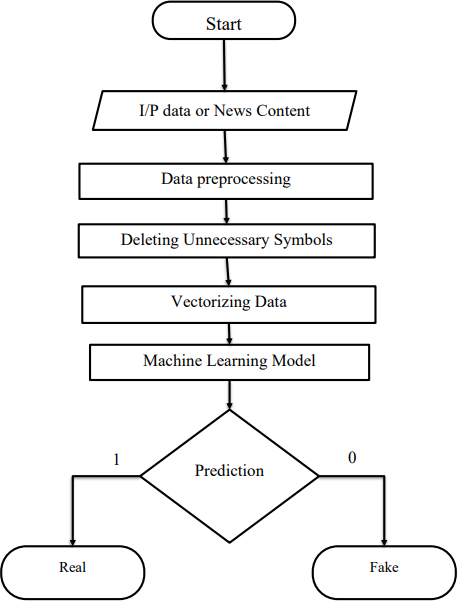 Start
I/P data or News Content
Data preprocessing
Deleting Unnecessary Symbols
Vectorizing Data
Machine Learning Model
Prediction
1
0
Real
Fake